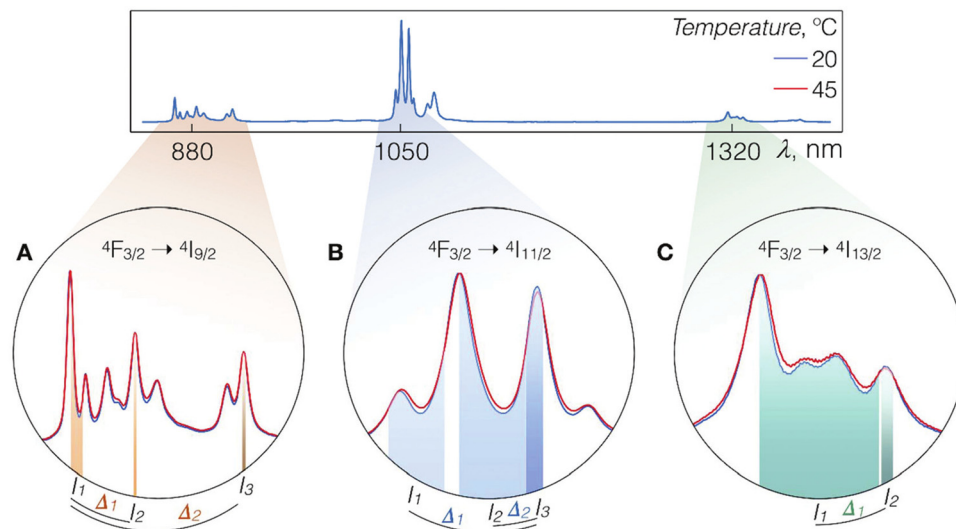 Temperature, °C
20
45
880
1050
1320
λ, nm
A
⁴F₃/₂ → ⁴I₉/₂
B
⁴F₃/₂ → ⁴I₁₁/₂
C
⁴F₃/₂ → ⁴I₁₃/₂
I₁
Δ₁
I₂
Δ₂
I₃
I₁
Δ₁
I₂
Δ₂
I₃
I₁
Δ₁
I₂